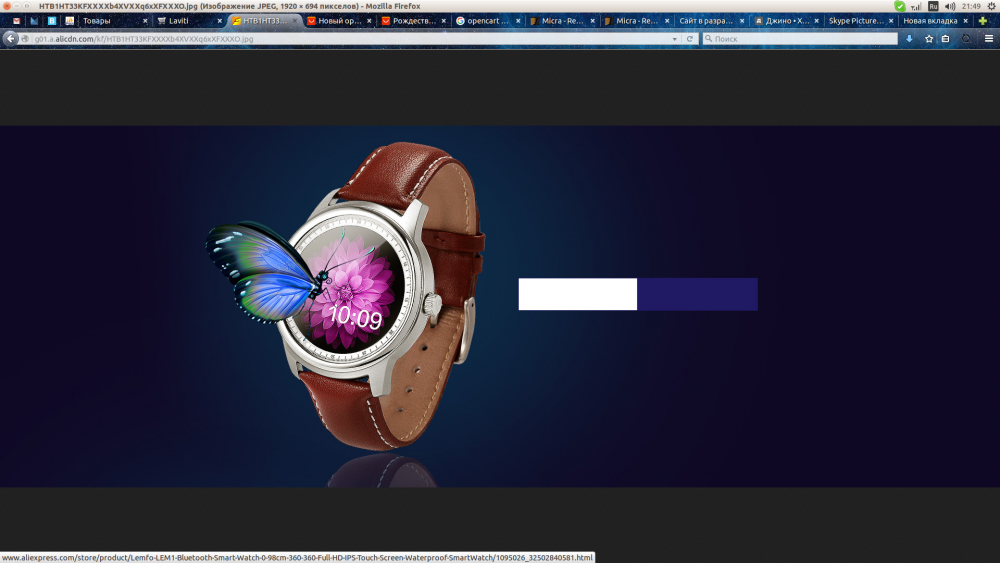 HTB1HT33KFXXXXb4XVXXq6xXFXXXO.jpg (Изображение JPEG, 1920 × 694 пикселов) - Mozilla Firefox
Ru 21:49
Товары
Laviti
HTB1HT33...
Новый ор...
Рождеств...
opencart ...
Micra - Re...
Micra - Re...
Сайт в разра...
Джино • Х...
Skype Picture...
Новая вкладка
g01.a.alicdn.com/kf/HTB1HT33KFXXXXb4XVXXq6xXFXXXO.jpg
Поиск
10:09
www.aliexpress.com/store/product/Lemfo-LEM1-Bluetooth-Smart-Watch-0-98cm-360-360-Full-HD-IPS-Touch-Screen-Waterproof-SmartWatch/1095026_32502840581.html